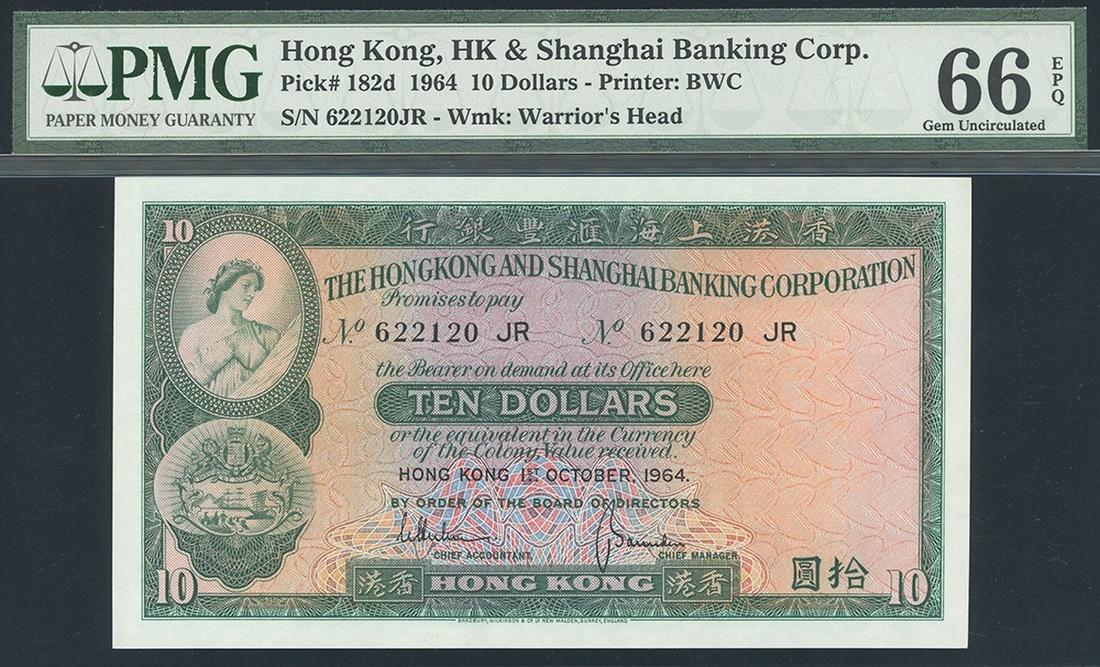 PMG
PAPER MONEY GUARANTY
Hong Kong, HK & Shanghai Banking Corp.
Pick# 182d 1964 10 Dollars - Printer: BWC
S/N 622120JR - Wmk: Warrior's Head
66 EPQ
Gem Uncirculated
10
行銀豐滙海上港香
THE HONGKONG AND SHANGHAI BANKING CORPORATION
Promises to pay
No 622120 JR No 622120 JR
the Bearer on demand at its Office here
TEN DOLLARS
or the equivalent in the Currency
of the Colony Value received.
HONG KONG 1ST OCTOBER, 1964.
BY ORDER OF THE BOARD OF DIRECTORS
CHIEF ACCOUNTANT. CHIEF MANAGER.
圓拾
10 港香 HONG KONG 港香 10
BRADBURY, WILKINSON & Co. Ld. NEW MALDEN, SURREY, ENGLAND.